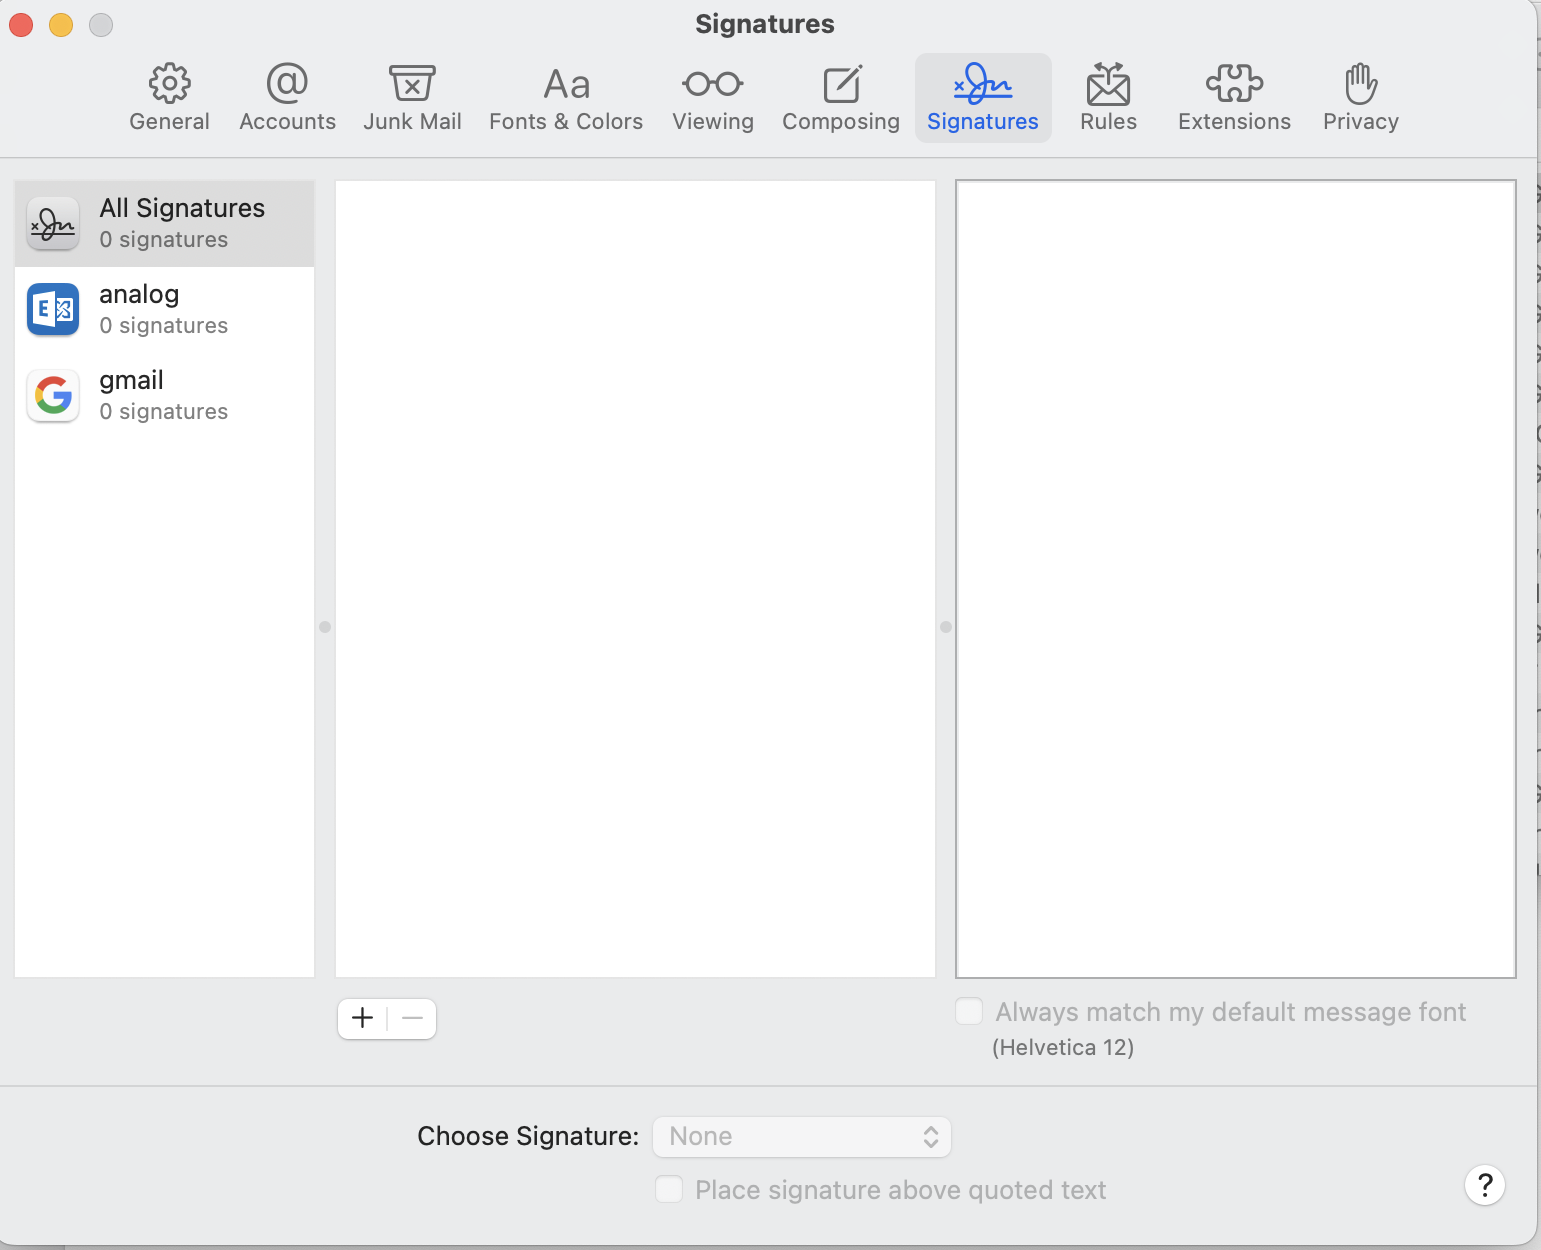 Signatures
General
Accounts
Junk Mail
Aa
Fonts & Colors
Viewing
Composing
Signatures
Rules
Extensions
Privacy
All Signatures
0 signatures
analog
0 signatures
gmail
0 signatures
Always match my default message font
(Helvetica 12)
Choose Signature: None
Place signature above quoted text
?